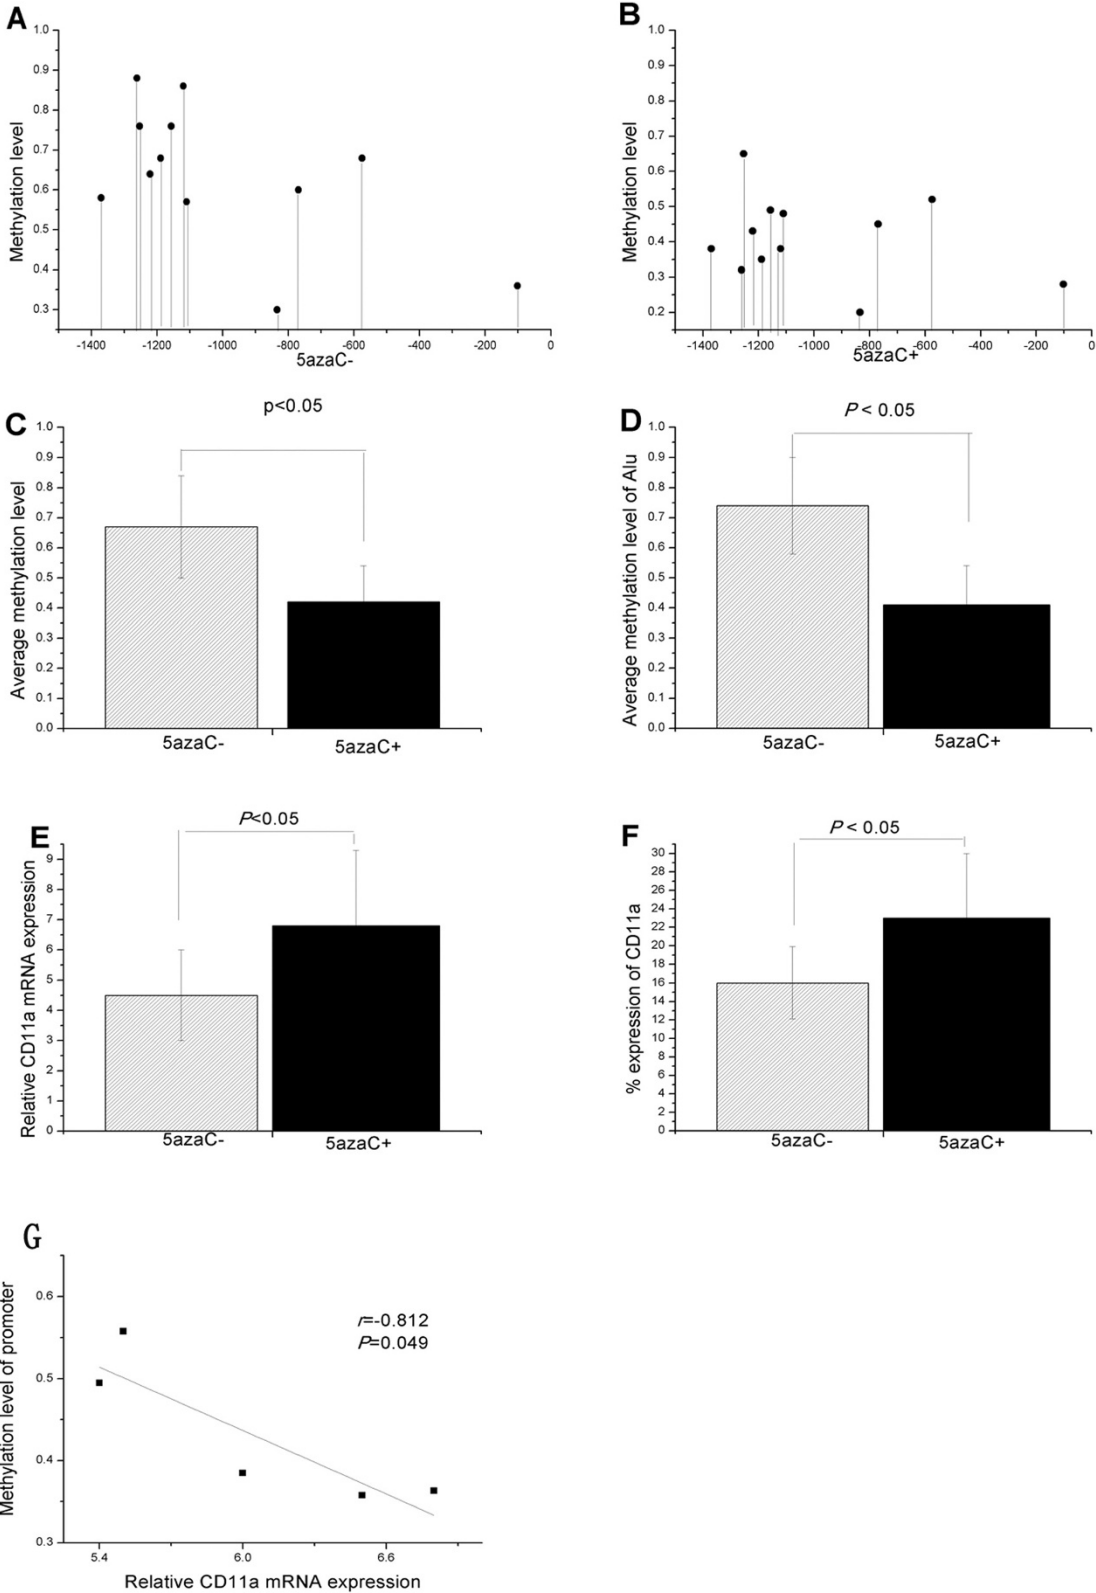 A
B
Methylation level
1.0
0.9
0.8
0.7
0.6
0.5
0.4
0.3
-1400
-1200
-1000
-800
-600
-400
-200
0
5azaC-
Methylation level
1.0
0.9
0.8
0.7
0.6
0.5
0.4
0.3
0.2
-1400
-1200
-1000
-800
-600
-400
-200
0
5azaC+
C
p<0.05
Average methylation level
1.0
0.9
0.8
0.7
0.6
0.5
0.4
0.3
0.2
0.1
0.0
5azaC-
5azaC+
D
P < 0.05
Average methylation level of Alu
1.0
0.9
0.8
0.7
0.6
0.5
0.4
0.3
0.2
0.1
0.0
5azaC-
5azaC+
E
P<0.05
Relative CD11a mRNA expression
9
8
7
6
5
4
3
2
1
0
5azaC-
5azaC+
F
P < 0.05
% expression of CD11a
30
28
26
24
22
20
18
16
14
12
10
8
6
4
2
0
5azaC-
5azaC+
G
Methylation level of promoter
0.6
0.5
0.4
0.3
r=-0.812
P=0.049
5.4
6.0
6.6
Relative CD11a mRNA expression